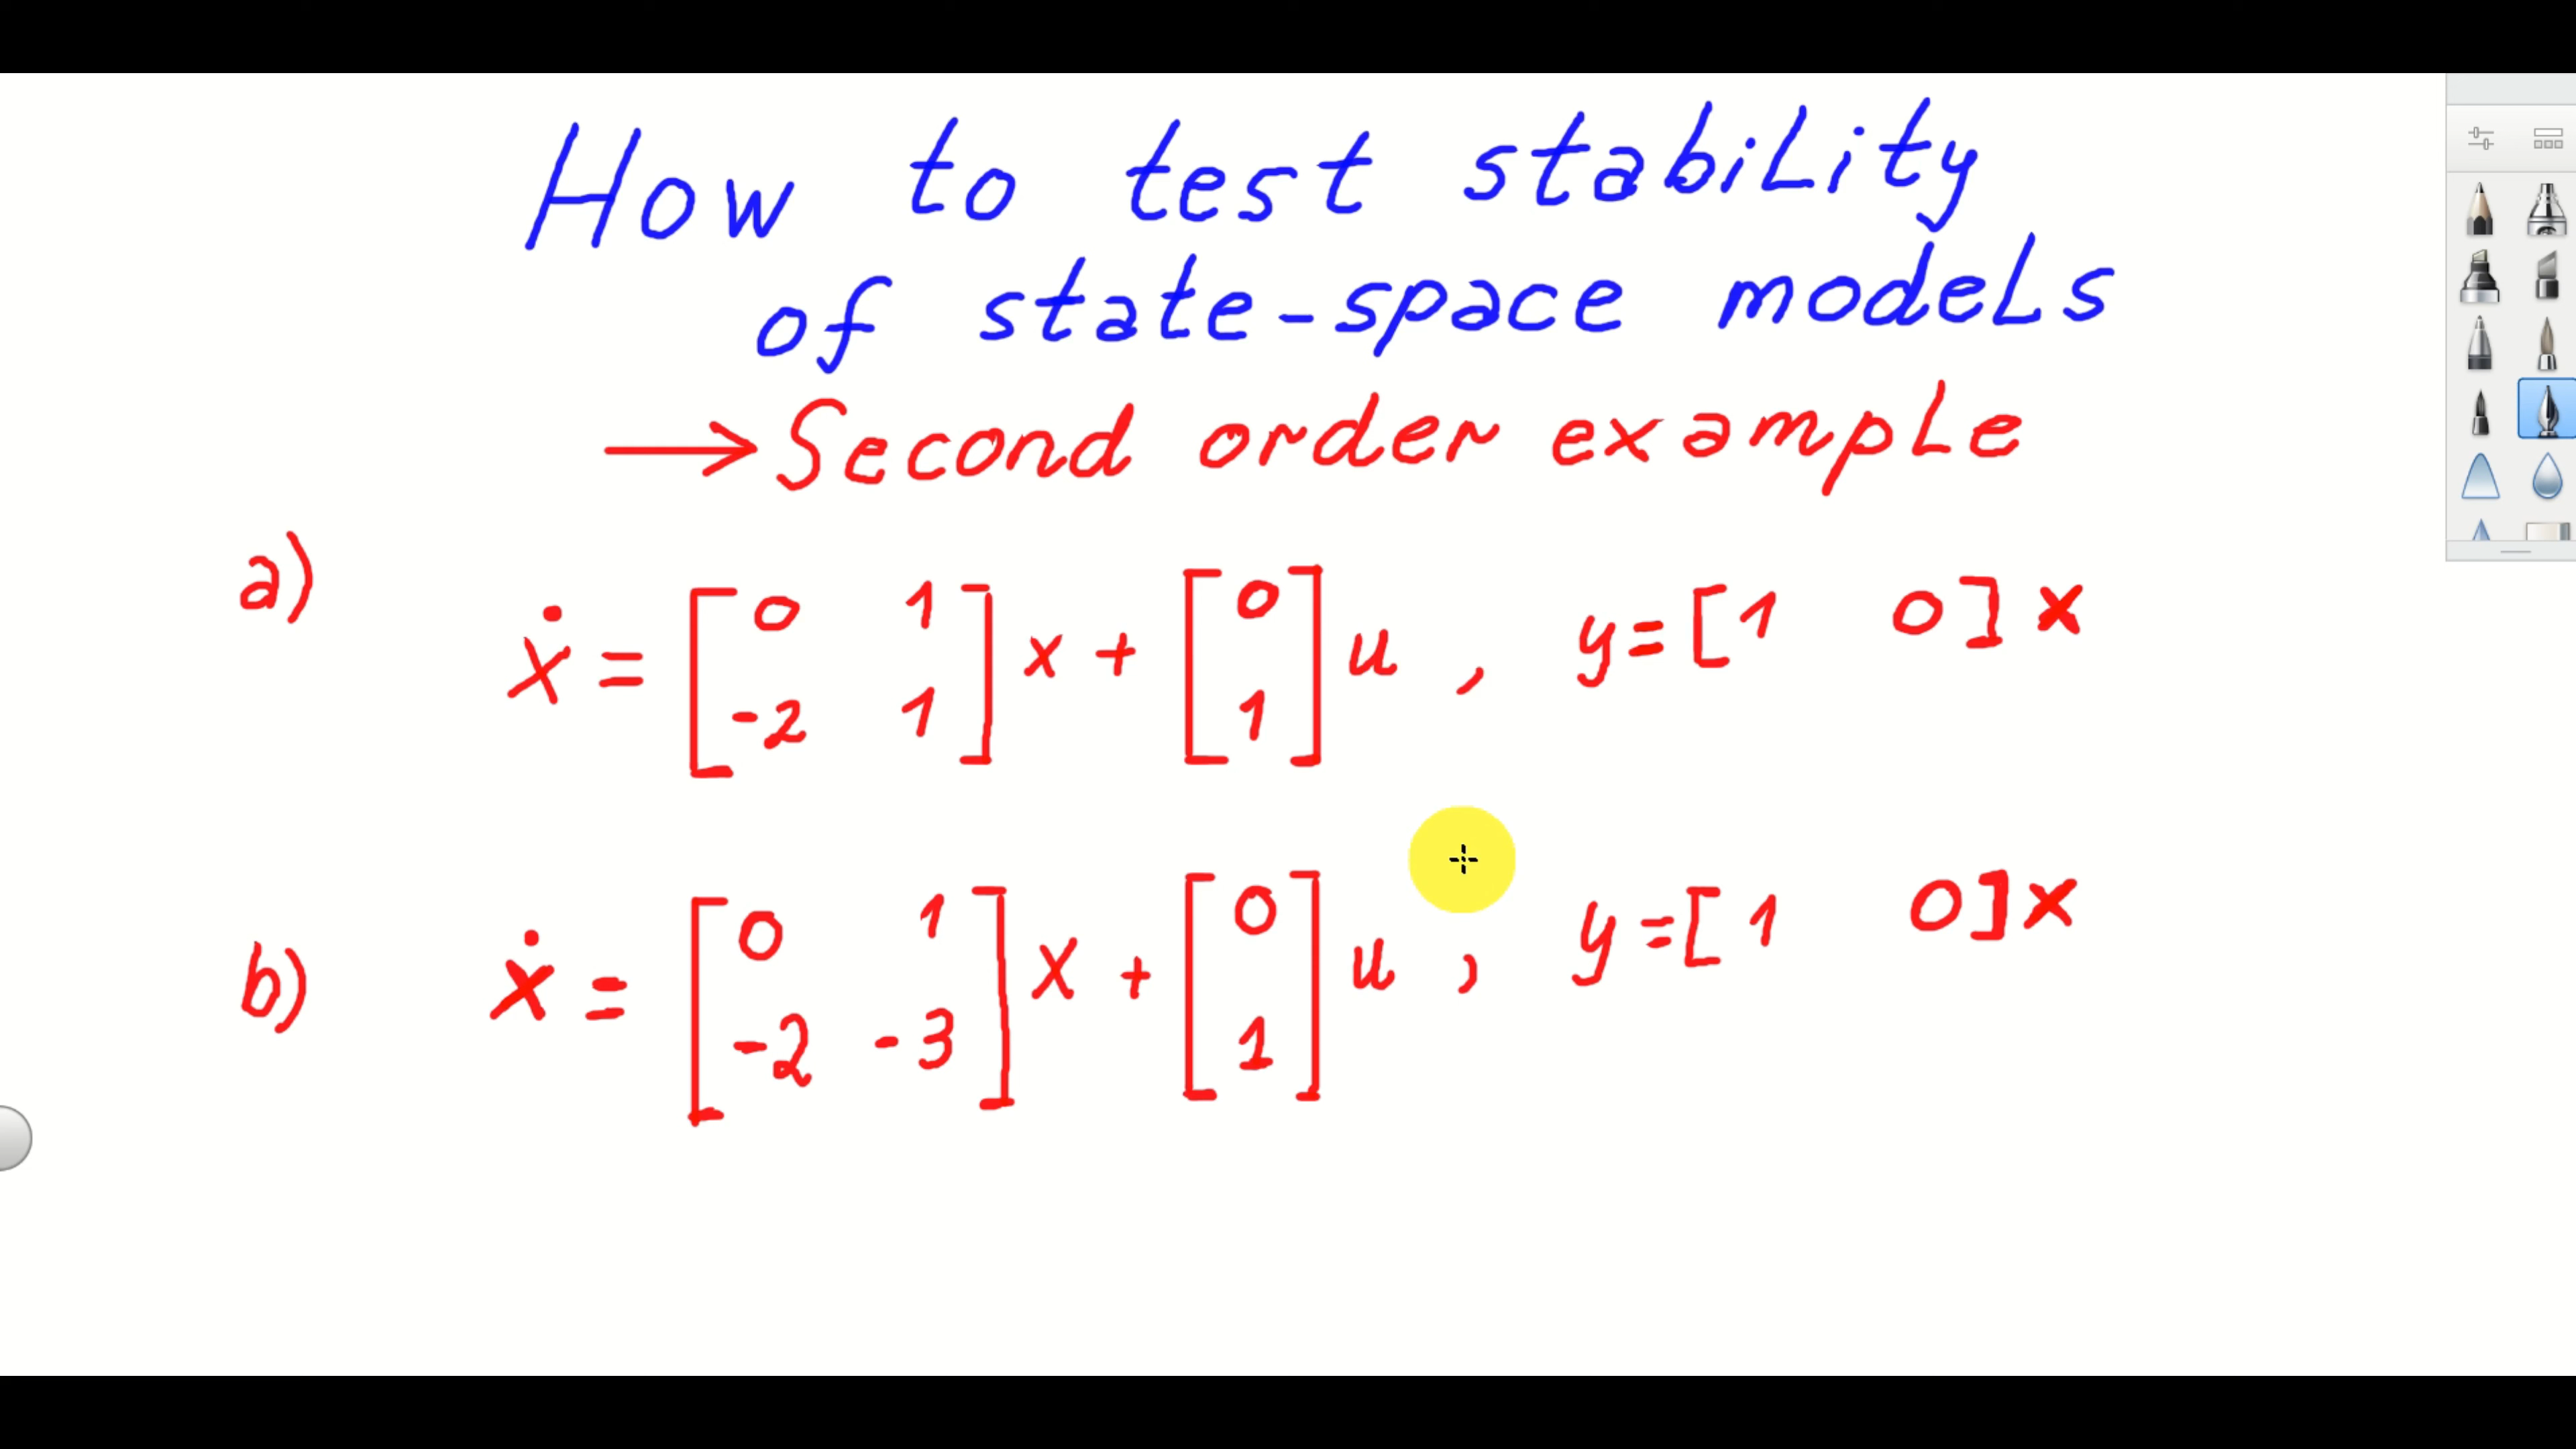 How to test stability
of state-space models
→ Second order example
a) ẋ = [0 1; -2 1] x + [0; 1] u , y = [1 0] x
b) ẋ = [0 1; -2 -3] x + [0; 1] u , y = [1 0] x